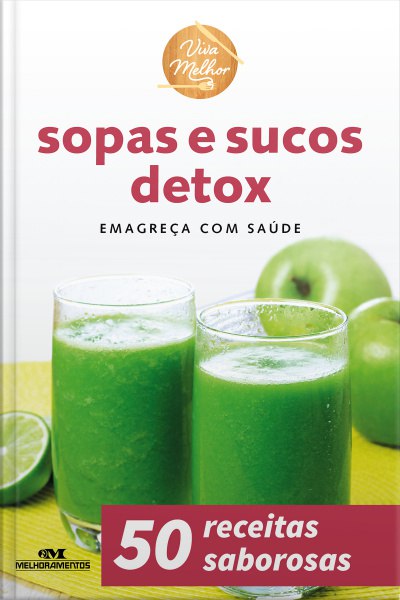 Viva
Melhor
sopas e sucos
detox
EMAGREÇA COM SAÚDE
50 receitas
saborosas
MELHORAMENTOS